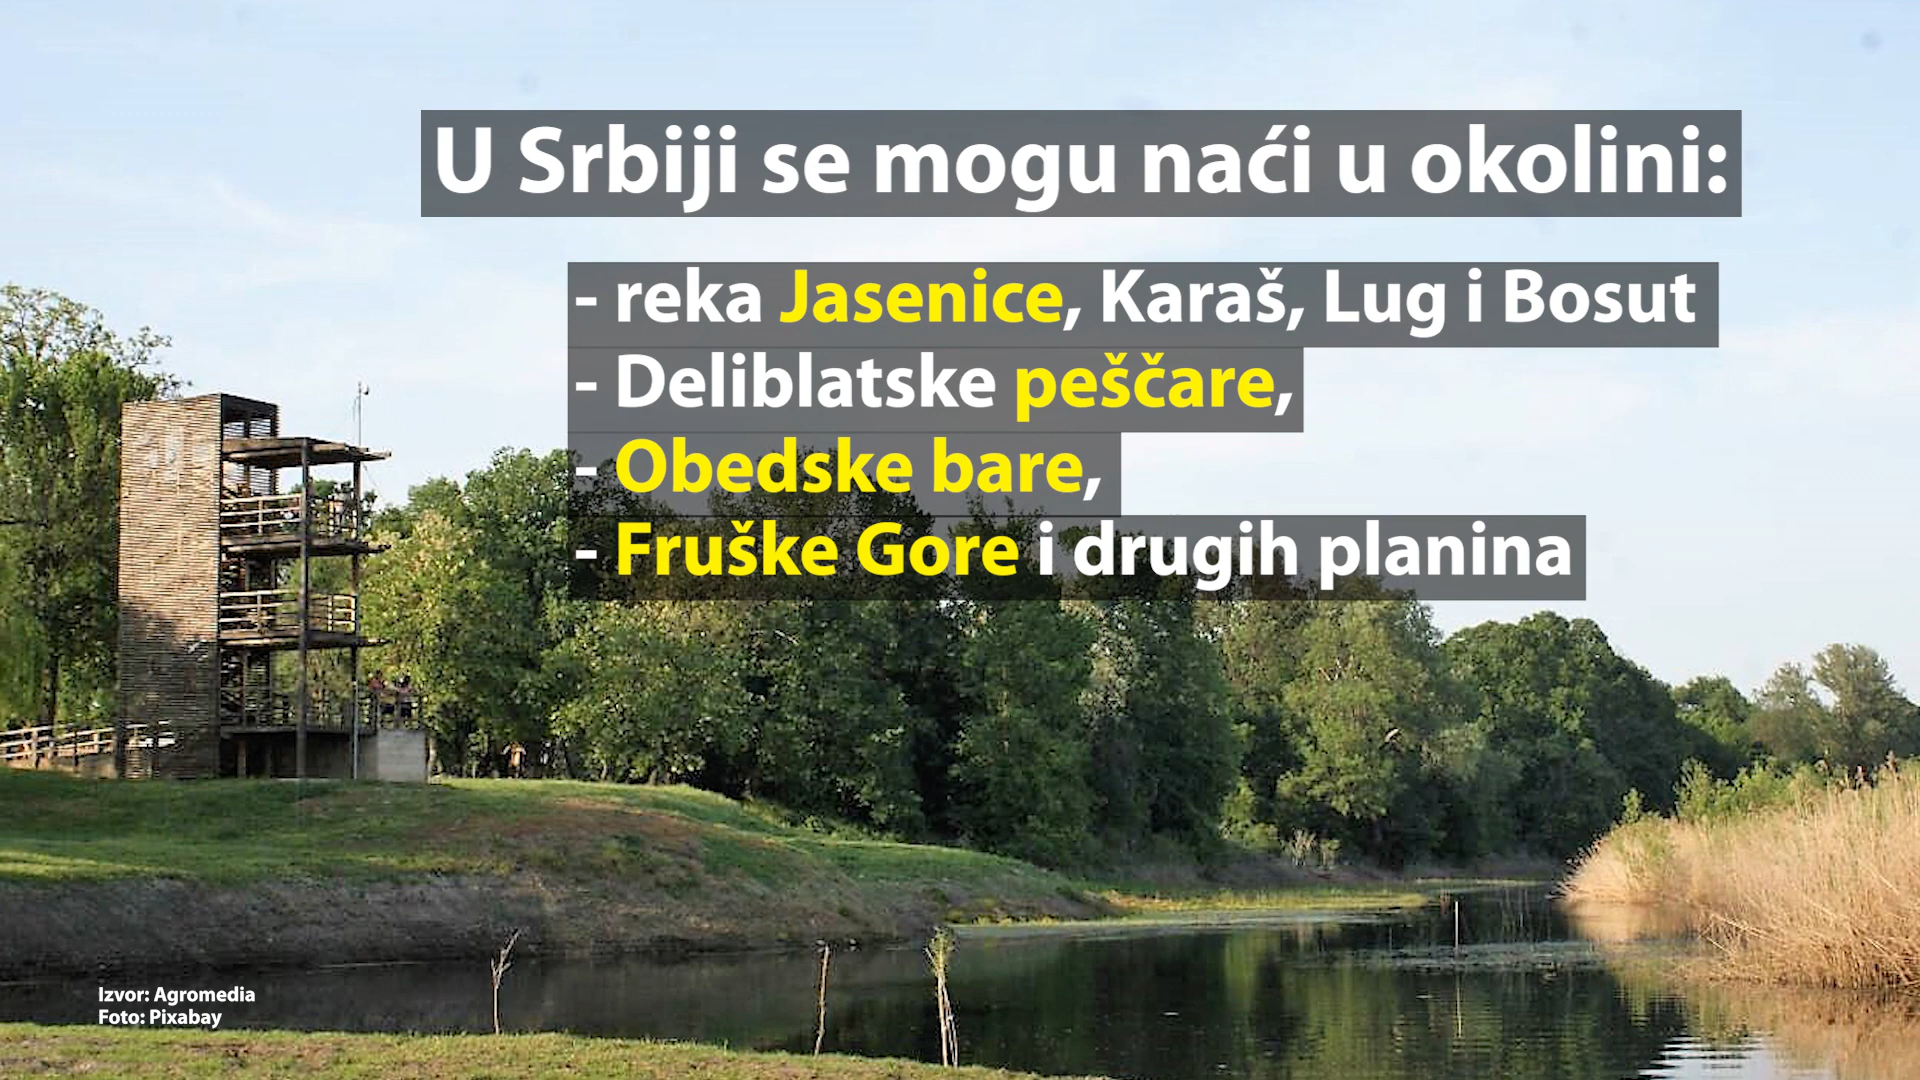 U Srbiji se mogu naći u okolini:
- reka Jasenice, Karaš, Lug i Bosut
- Deliblatske peščare,
- Obedske bare,
- Fruške Gore i drugih planina
Izvor: Agromedia
Foto: Pixabay